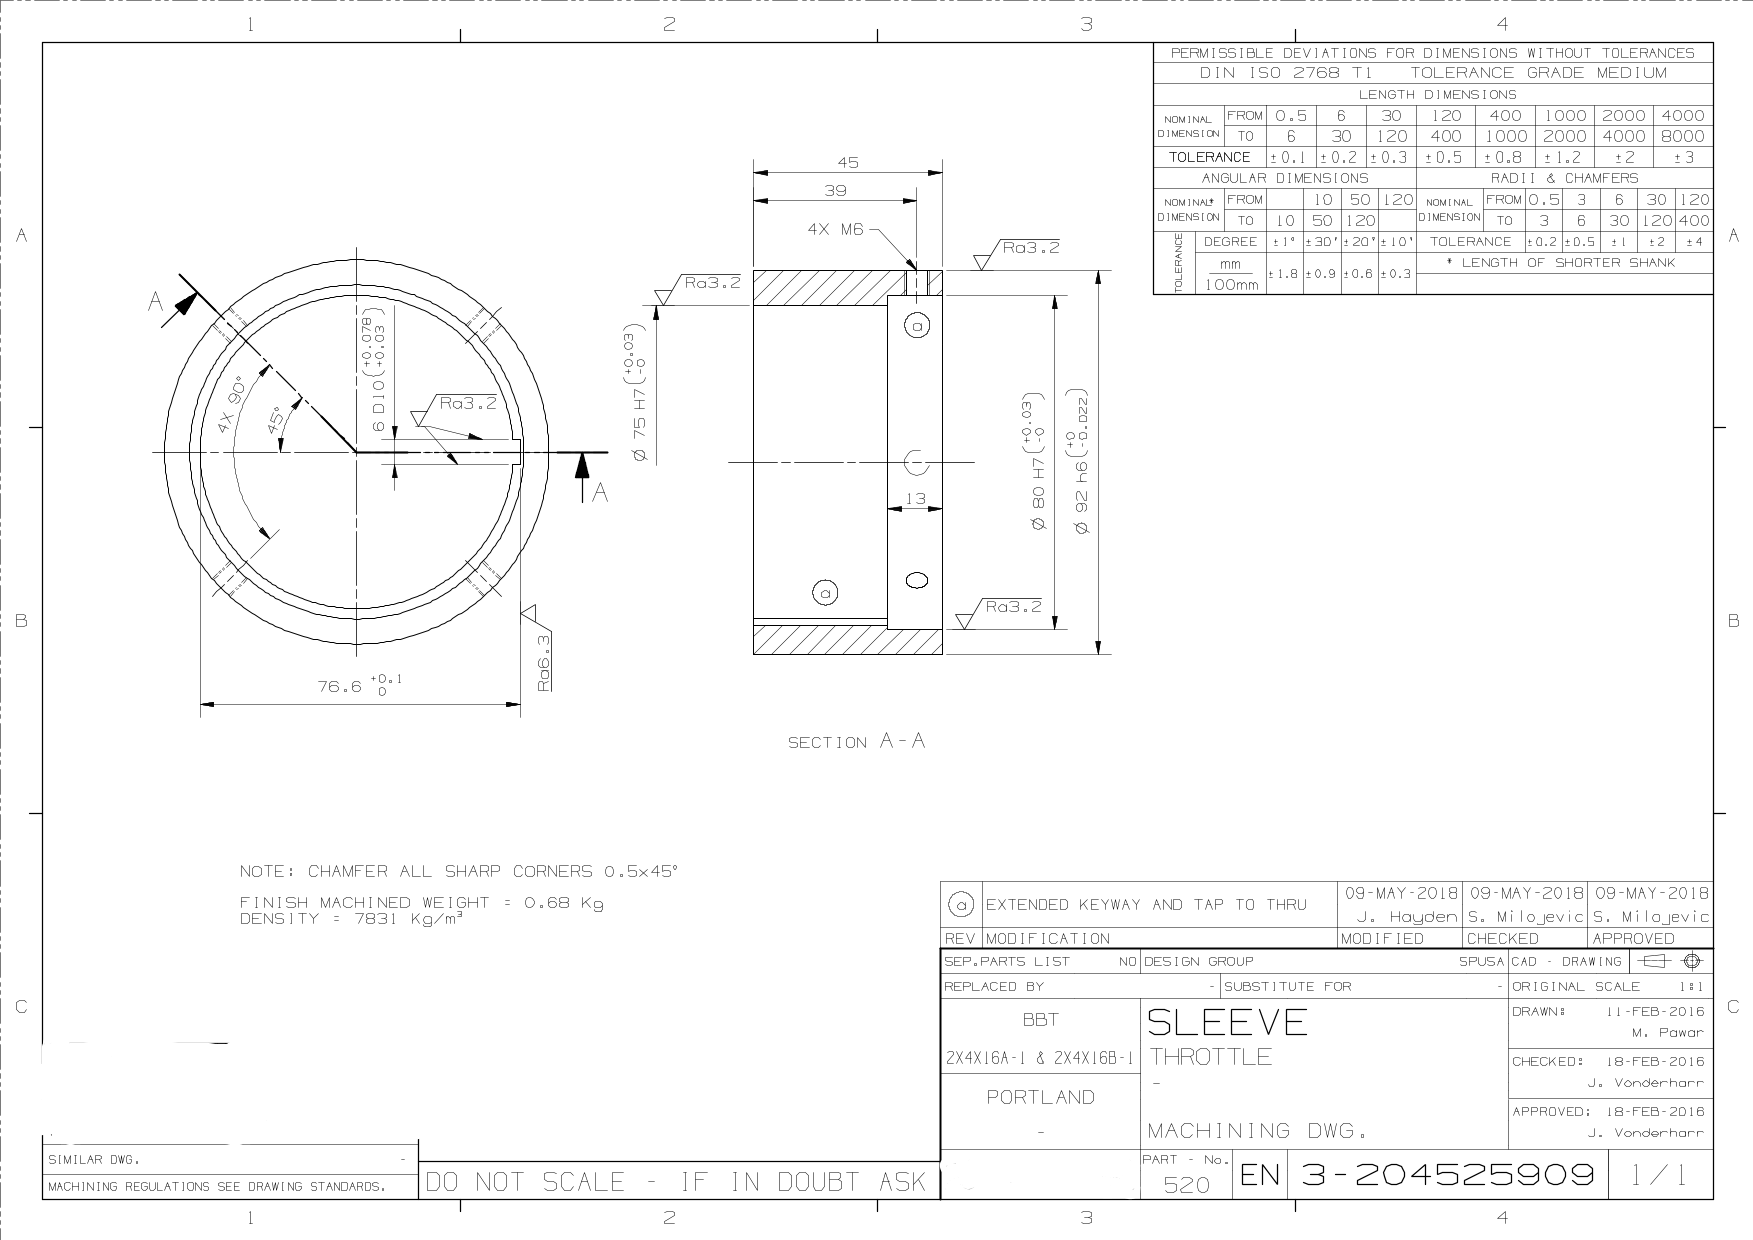 1 2 3 4
PERMISSIBLE DEVIATIONS FOR DIMENSIONS WITHOUT TOLERANCES
DIN ISO 2768 T1 TOLERANCE GRADE MEDIUM
LENGTH DIMENSIONS
NOMINAL DIMENSION
FROM 0.5 6 30 120 400 1000 2000 4000
TO 6 30 120 400 1000 2000 4000 8000
TOLERANCE ±0.1 ±0.2 ±0.3 ±0.5 ±0.8 ±1.2 ±2 ±3
ANGULAR DIMENSIONS RADII & CHAMFERS
NOMINAL* DIMENSION
FROM 10 50 120
TO 10 50 120
NOMINAL DIMENSION
FROM 0.5 3 6 30 120
TO 3 6 30 120 400
TOLERANCE
DEGREE ±1° ±30' ±20' ±10'
TOLERANCE ±0.2 ±0.5 ±1 ±2 ±4
mm
100mm
±1.8 ±0.9 ±0.6 ±0.3
* LENGTH OF SHORTER SHANK
A
A
45
39
4X M6
Ra3.2
Ra3.2
A
4X 90°
45°
6 D10(+0.078 +0.03)
Ra3.2
A
Ø 75 H7(+0.03 -0)
a
Ø 80 H7(+0.03 -0)
Ø 92 h6(+0 -0.022)
13
a
Ra3.2
Ra6.3
76.6 +0.1 0
B
B
SECTION A-A
NOTE: CHAMFER ALL SHARP CORNERS 0.5x45°
FINISH MACHINED WEIGHT = 0.68 Kg
DENSITY = 7831 Kg/m³
a EXTENDED KEYWAY AND TAP TO THRU
09-MAY-2018 09-MAY-2018 09-MAY-2018
J. Hayden S. Milojevic S. Milojevic
REV MODIFICATION MODIFIED CHECKED APPROVED
SEP.PARTS LIST NO DESIGN GROUP SPUSA CAD - DRAWING
REPLACED BY - SUBSTITUTE FOR - ORIGINAL SCALE 1:1
C
C
BBT
2X4X16A-1 & 2X4X16B-1
PORTLAND
-
SLEEVE
THROTTLE
-
MACHINING DWG.
DRAWN: 11-FEB-2016
M. Pawar
CHECKED: 18-FEB-2016
J. Vonderharr
APPROVED: 18-FEB-2016
J. Vonderharr
SIMILAR DWG. -
MACHINING REGULATIONS SEE DRAWING STANDARDS.
DO NOT SCALE - IF IN DOUBT ASK
PART - No.
520
EN 3-204525909 1/1
1 2 3 4